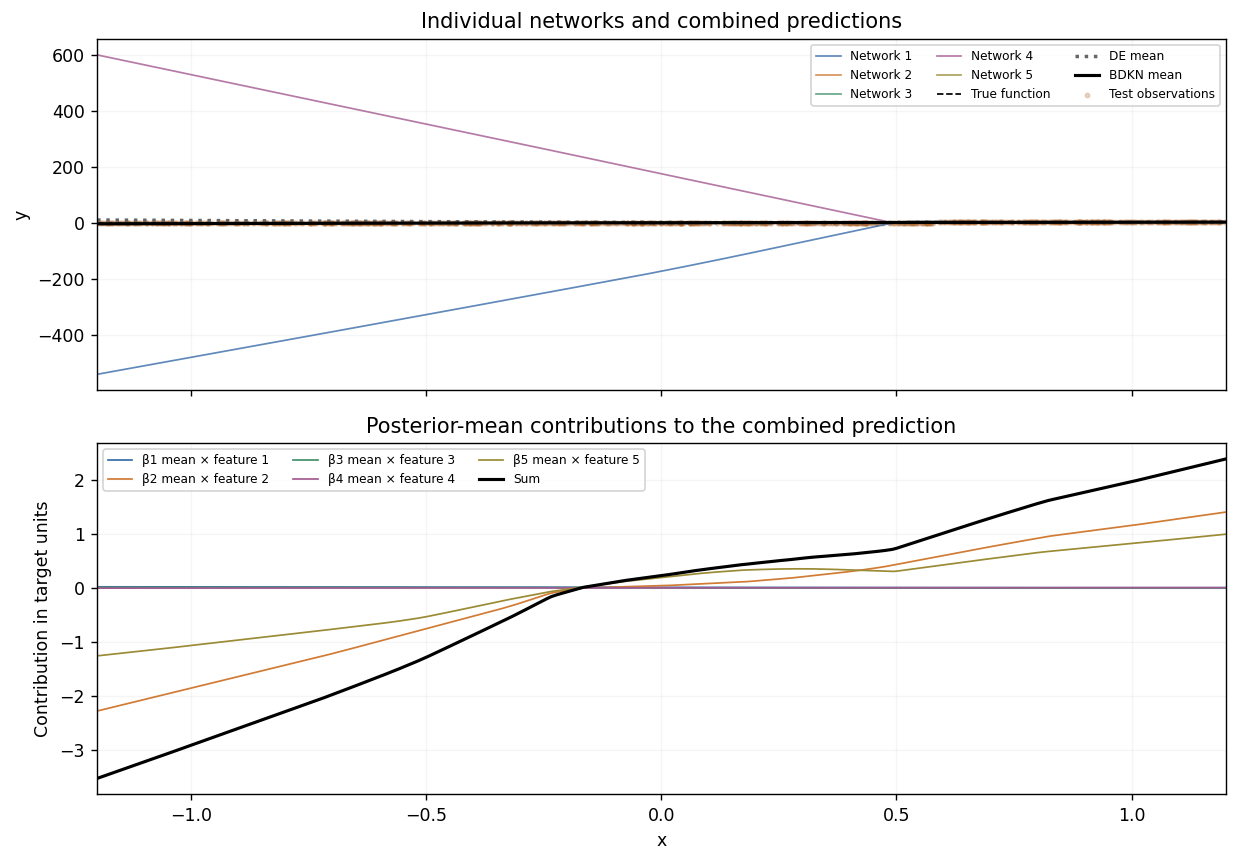 Individual networks and combined predictions
600
400
200
0
−200
−400
y
Network 1
Network 2
Network 3
Network 4
Network 5
True function
DE mean
BDKN mean
Test observations
Posterior-mean contributions to the combined prediction
β1 mean × feature 1
β2 mean × feature 2
β3 mean × feature 3
β4 mean × feature 4
β5 mean × feature 5
Sum
2
1
0
−1
−2
−3
Contribution in target units
−1.0
−0.5
0.0
0.5
1.0
x